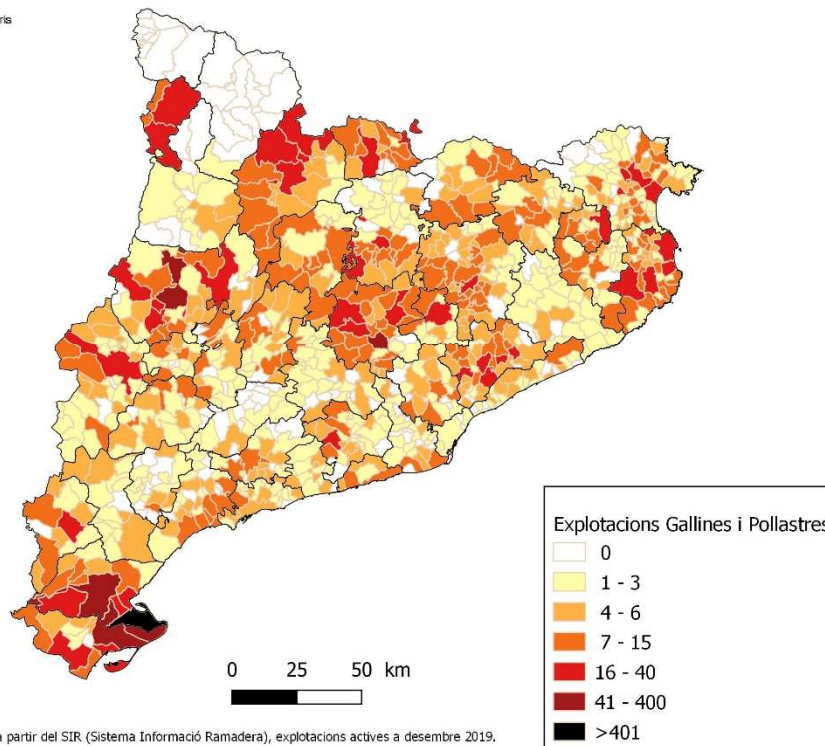 Explotacions Gallines i Pollastres
0
1 - 3
4 - 6
7 - 15
16 - 40
41 - 400
>401
0 25 50 km
a partir del SIR (Sistema Informació Ramadera), explotacions actives a desembre 2019.